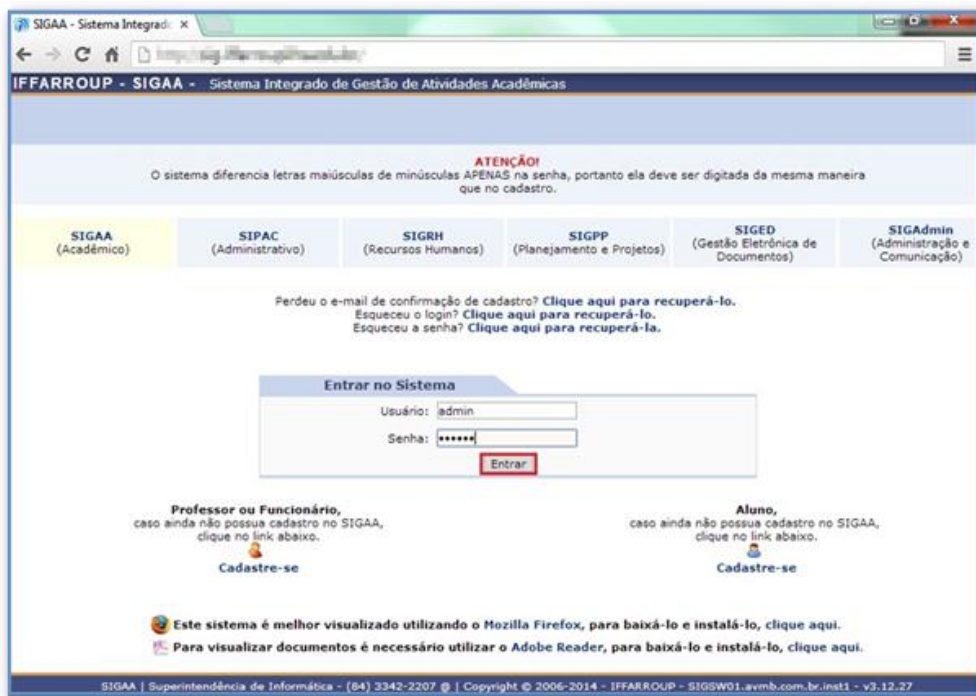 SIGAA - Sistema Integrad
IFFARROUP - SIGAA - Sistema Integrado de Gestão de Atividades Acadêmicas
ATENÇÃO!
O sistema diferencia letras maiúsculas de minúsculas APENAS na senha, portanto ela deve ser digitada da mesma maneira
que no cadastro.
SIGAA
(Acadêmico)
SIPAC
(Administrativo)
SIGRH
(Recursos Humanos)
SIGPP
(Planejamento e Projetos)
SIGED
(Gestão Eletrônica de
Documentos)
SIGAdmin
(Administração e
Comunicação)
Perdeu o e-mail de confirmação de cadastro? Clique aqui para recuperá-lo.
Esqueceu o login? Clique aqui para recuperá-lo.
Esqueceu a senha? Clique aqui para recuperá-la.
Entrar no Sistema
Usuário: admin
Senha: ••••••
Entrar
Professor ou Funcionário,
caso ainda não possua cadastro no SIGAA,
clique no link abaixo.
Cadastre-se
Aluno,
caso ainda não possua cadastro no SIGAA,
clique no link abaixo.
Cadastre-se
Este sistema é melhor visualizado utilizando o Mozilla Firefox, para baixá-lo e instalá-lo, clique aqui.
Para visualizar documentos é necessário utilizar o Adobe Reader, para baixá-lo e instalá-lo, clique aqui.
SIGAA | Superintendência de Informática - (84) 3342-2207 @ | Copyright © 2006-2014 - IFFARROUP - SIGSW01.avmb.com.br.inst1 - v3.12.27